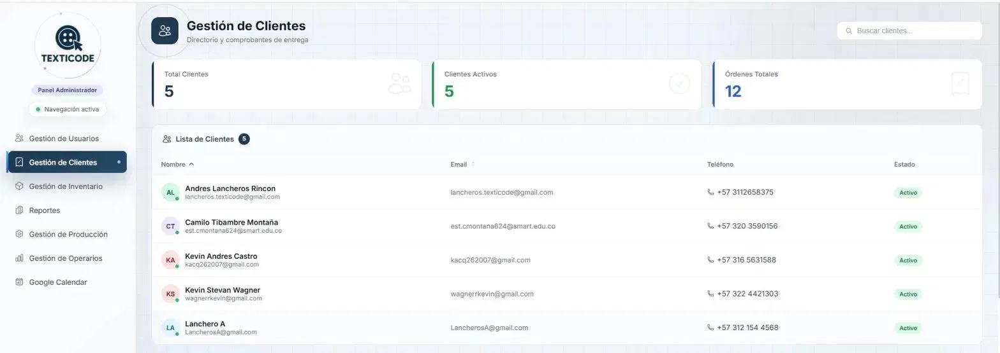 TEXTICODE
Panel Administrador
Navegación activa
Gestión de Usuarios
Gestión de Clientes
Gestión de Inventario
Reportes
Gestión de Producción
Gestión de Operarios
Google Calendar
Gestión de Clientes
Directorio y comprobantes de entrega
Buscar clientes...
Total Clientes
5
Clientes Activos
5
Órdenes Totales
12
Lista de Clientes 5
Nombre Email Teléfono Estado
AL Andres Lancheros Rincon
lancheros.texticode@gmail.com
lancheros.texticode@gmail.com +57 3112658375 Activo
CT Camilo Tibambre Montaña
est.cmontana624@smart.edu.co
est.cmontana624@smart.edu.co +57 320 3590156 Activo
KA Kevin Andres Castro
kacq262007@gmail.com
kacq262007@gmail.com +57 316 5631588 Activo
KS Kevin Stevan Wagner
wagnerrkevin@gmail.com
wagnerrkevin@gmail.com +57 322 4421303 Activo
LA Lanchero A
LancherosA@gmail.com
LancherosA@gmail.com +57 312 154 4568 Activo